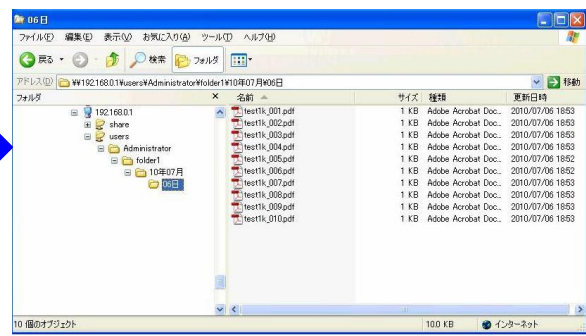 06日
ファイル(F) 編集(E) 表示(V) お気に入り(A) ツール(T) ヘルプ(H)
戻る 検索 フォルダ
アドレス(D) ¥¥192.168.0.1¥users¥Administrator¥folder1¥10年07月¥06日 移動
フォルダ × 名前 サイズ 種類 更新日時
192.168.0.1
share
users
Administrator
folder1
10年07月
06日
test1k_001.pdf 1 KB Adobe Acrobat Doc... 2010/07/06 18:53
test1k_002.pdf 1 KB Adobe Acrobat Doc... 2010/07/06 18:53
test1k_003.pdf 1 KB Adobe Acrobat Doc... 2010/07/06 18:53
test1k_004.pdf 1 KB Adobe Acrobat Doc... 2010/07/06 18:53
test1k_005.pdf 1 KB Adobe Acrobat Doc... 2010/07/06 18:52
test1k_006.pdf 1 KB Adobe Acrobat Doc... 2010/07/06 18:52
test1k_007.pdf 1 KB Adobe Acrobat Doc... 2010/07/06 18:53
test1k_008.pdf 1 KB Adobe Acrobat Doc... 2010/07/06 18:53
test1k_009.pdf 1 KB Adobe Acrobat Doc... 2010/07/06 18:53
test1k_010.pdf 1 KB Adobe Acrobat Doc... 2010/07/06 18:53
10 個のオブジェクト 10.0 KB インターネット